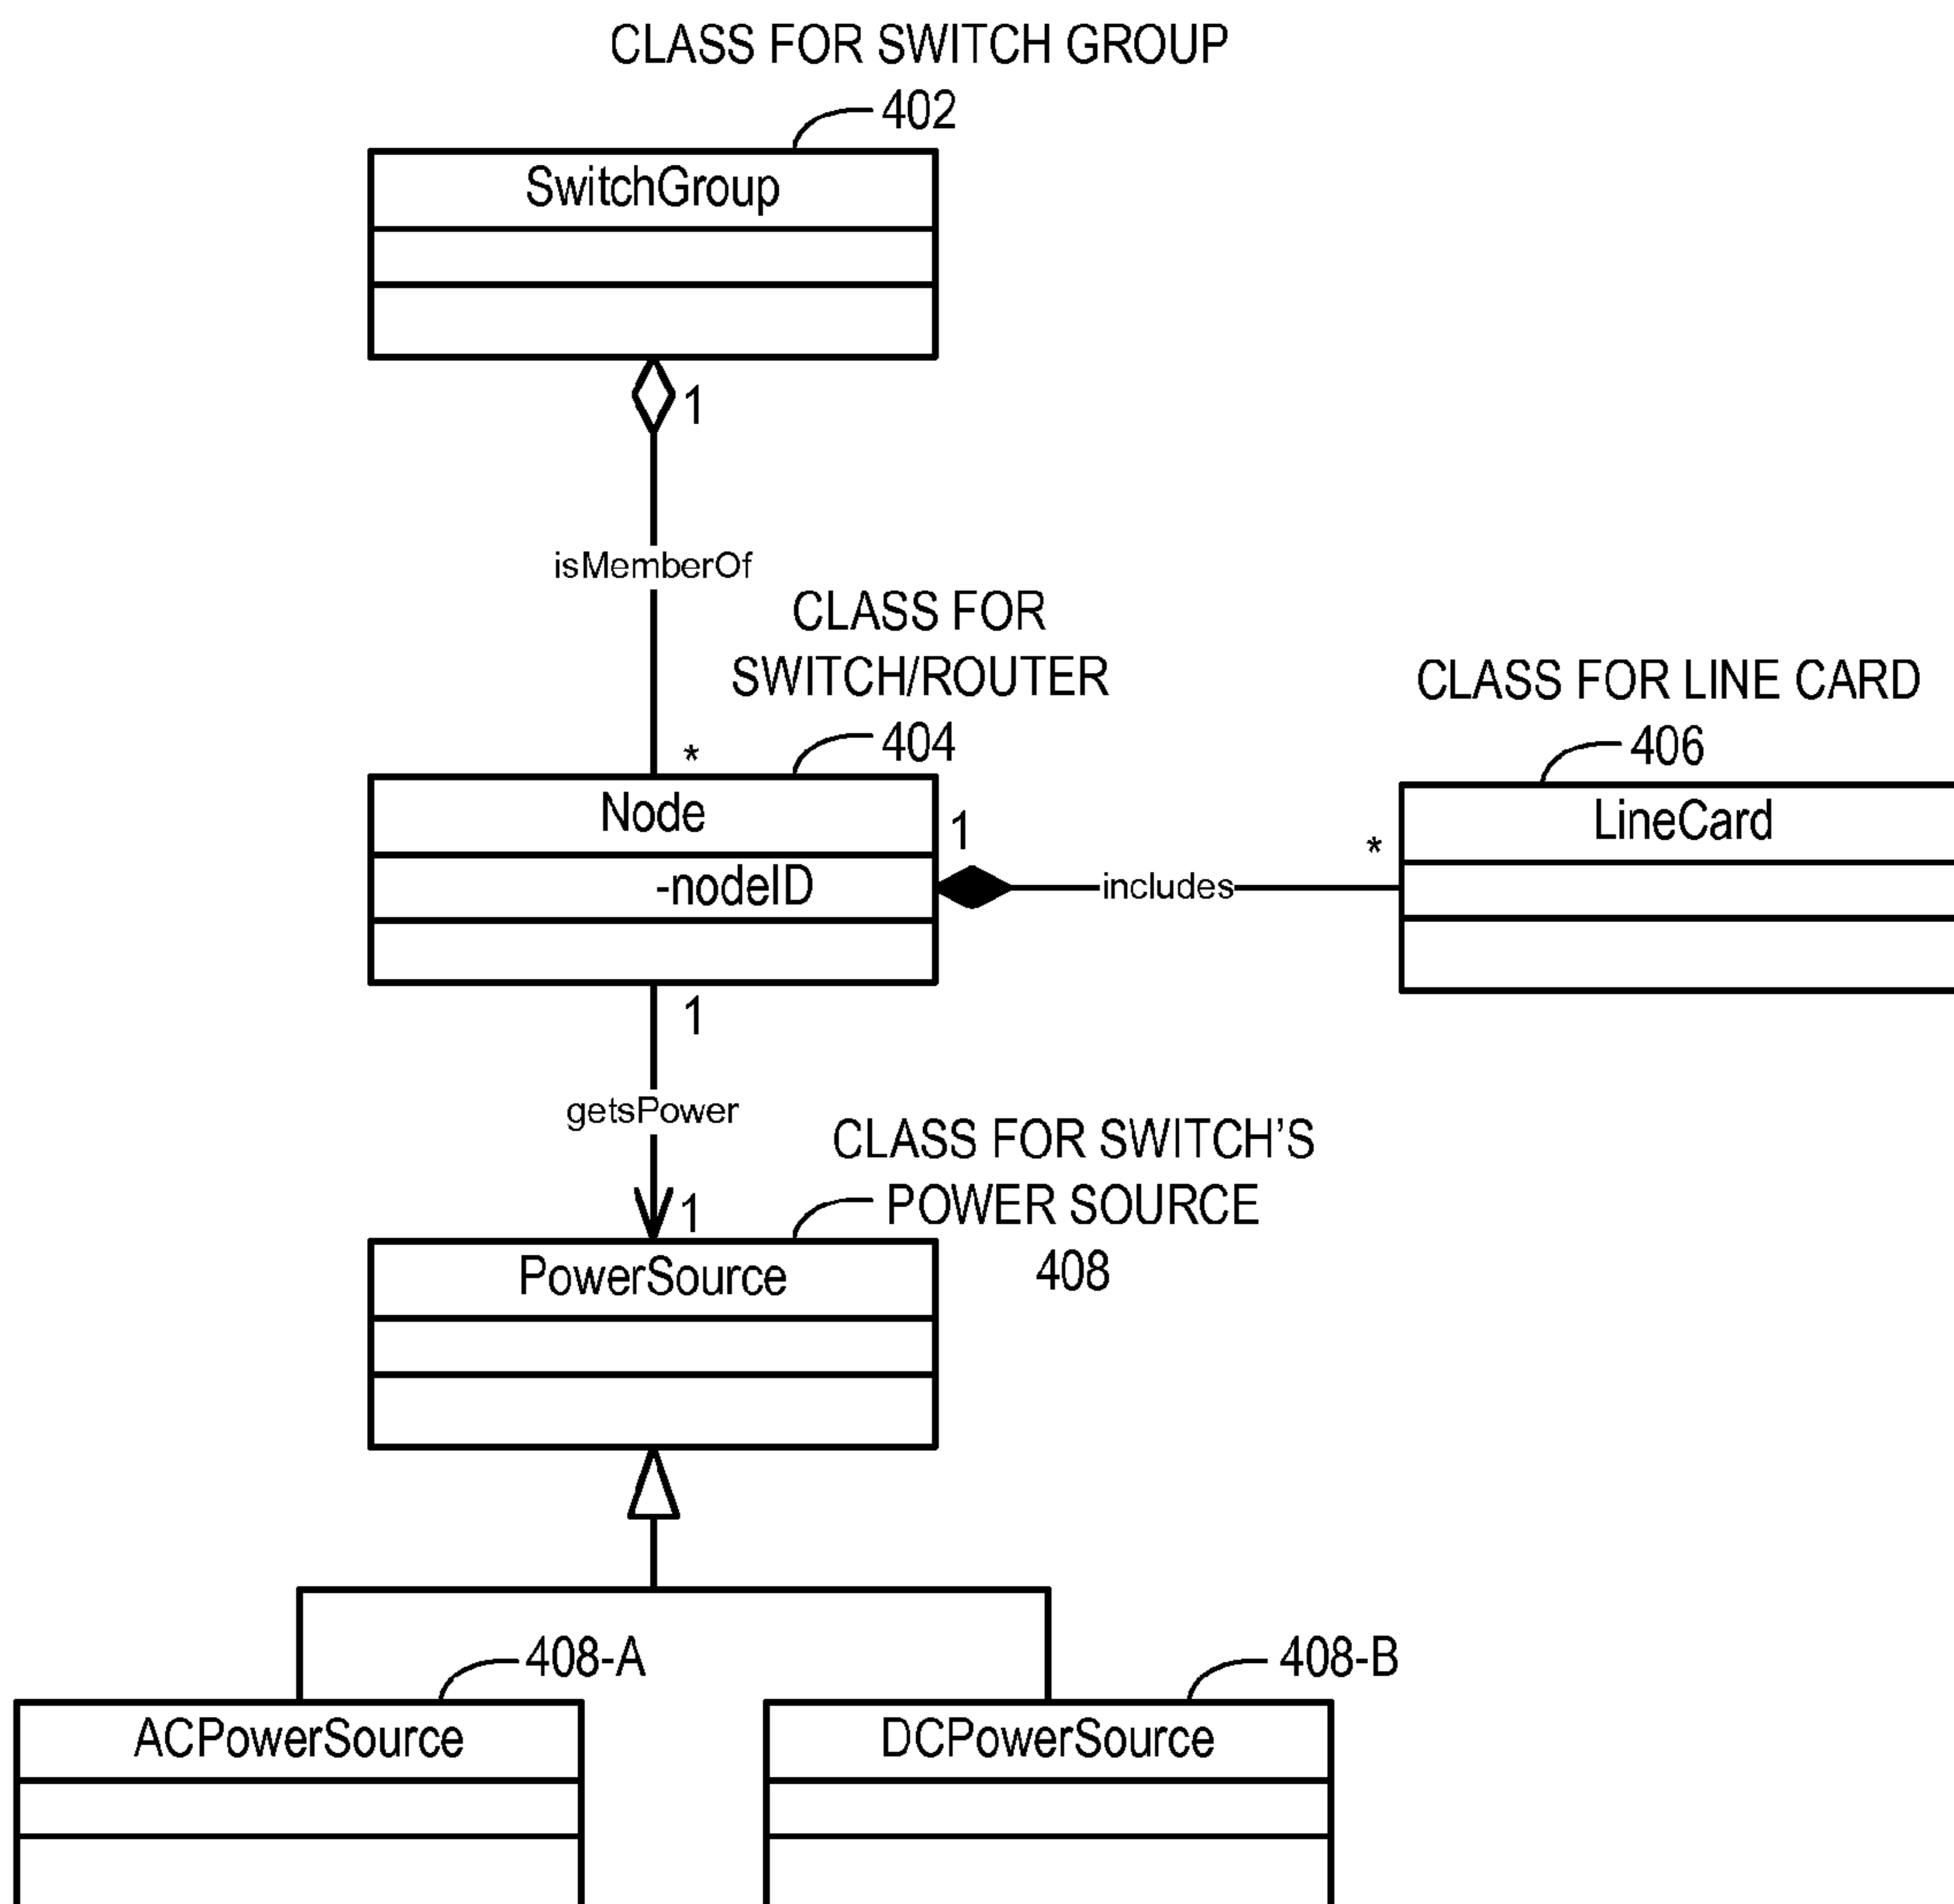 CLASS FOR SWITCH GROUP
402
SwitchGroup
1
isMemberOf
CLASS FOR
SWITCH/ROUTER
404
*
Node
-nodeID
1
includes
*
CLASS FOR LINE CARD
406
LineCard
1
getsPower
1
CLASS FOR SWITCH'S
POWER SOURCE
408
PowerSource
408-A
ACPowerSource
408-B
DCPowerSource